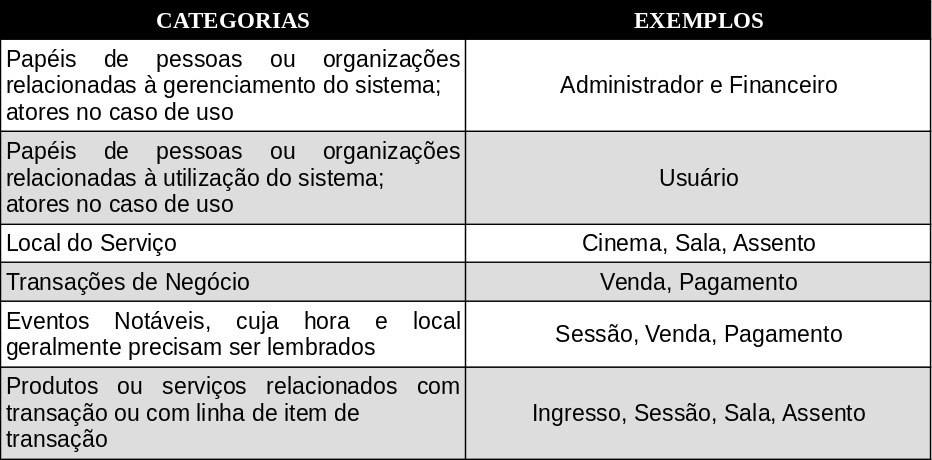 CATEGORIAS
EXEMPLOS
Papéis de pessoas ou organizações
relacionadas à gerenciamento do sistema;
atores no caso de uso
Administrador e Financeiro
Papéis de pessoas ou organizações
relacionadas à utilização do sistema;
atores no caso de uso
Usuário
Local do Serviço
Cinema, Sala, Assento
Transações de Negócio
Venda, Pagamento
Eventos Notáveis, cuja hora e local
geralmente precisam ser lembrados
Sessão, Venda, Pagamento
Produtos ou serviços relacionados com
transação ou com linha de item de
transação
Ingresso, Sessão, Sala, Assento